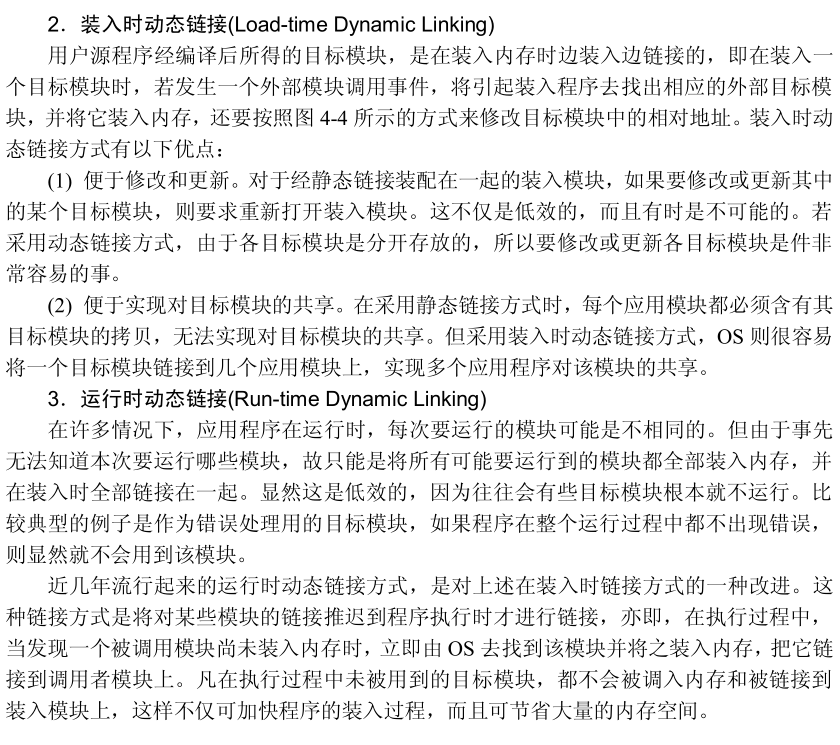 2．装入时动态链接(Load-time Dynamic Linking)
用户源程序经编译后所得的目标模块，是在装入内存时边装入边链接的，即在装入一
个目标模块时，若发生一个外部模块调用事件，将引起装入程序去找出相应的外部目标模
块，并将它装入内存，还要按照图 4-4 所示的方式来修改目标模块中的相对地址。装入时动
态链接方式有以下优点：
(1) 便于修改和更新。对于经静态链接装配在一起的装入模块，如果要修改或更新其中
的某个目标模块，则要求重新打开装入模块。这不仅是低效的，而且有时是不可能的。若
采用动态链接方式，由于各目标模块是分开存放的，所以要修改或更新各目标模块是件非
常容易的事。
(2) 便于实现对目标模块的共享。在采用静态链接方式时，每个应用模块都必须含有其
目标模块的拷贝，无法实现对目标模块的共享。但采用装入时动态链接方式，OS 则很容易
将一个目标模块链接到几个应用模块上，实现多个应用程序对该模块的共享。
3．运行时动态链接(Run-time Dynamic Linking)
在许多情况下，应用程序在运行时，每次要运行的模块可能是不相同的。但由于事先
无法知道本次要运行哪些模块，故只能是将所有可能要运行到的模块都全部装入内存，并
在装入时全部链接在一起。显然这是低效的，因为往往会有些目标模块根本就不运行。比
较典型的例子是作为错误处理用的目标模块，如果程序在整个运行过程中都不出现错误，
则显然就不会用到该模块。
近几年流行起来的运行时动态链接方式，是对上述在装入时链接方式的一种改进。这
种链接方式是将对某些模块的链接推迟到程序执行时才进行链接，亦即，在执行过程中，
当发现一个被调用模块尚未装入内存时，立即由 OS 去找到该模块并将之装入内存，把它链
接到调用者模块上。凡在执行过程中未被用到的目标模块，都不会被调入内存和被链接到
装入模块上，这样不仅可加快程序的装入过程，而且可节省大量的内存空间。